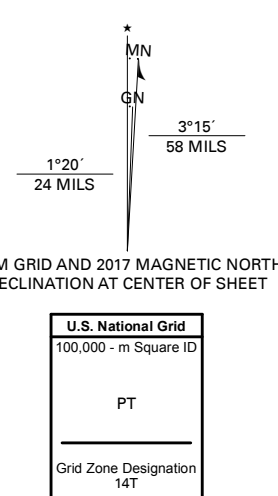 ★
MN
GN
3°15´
58 MILS
1°20´
24 MILS
M GRID AND 2017 MAGNETIC NORTH
ECLINATION AT CENTER OF SHEET
U.S. National Grid
100,000 - m Square ID
PT
Grid Zone Designation
14T